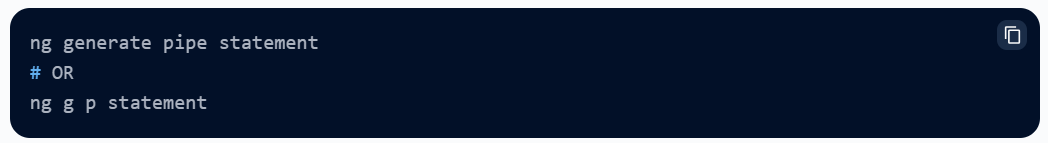 ng generate pipe statement
# OR
ng g p statement